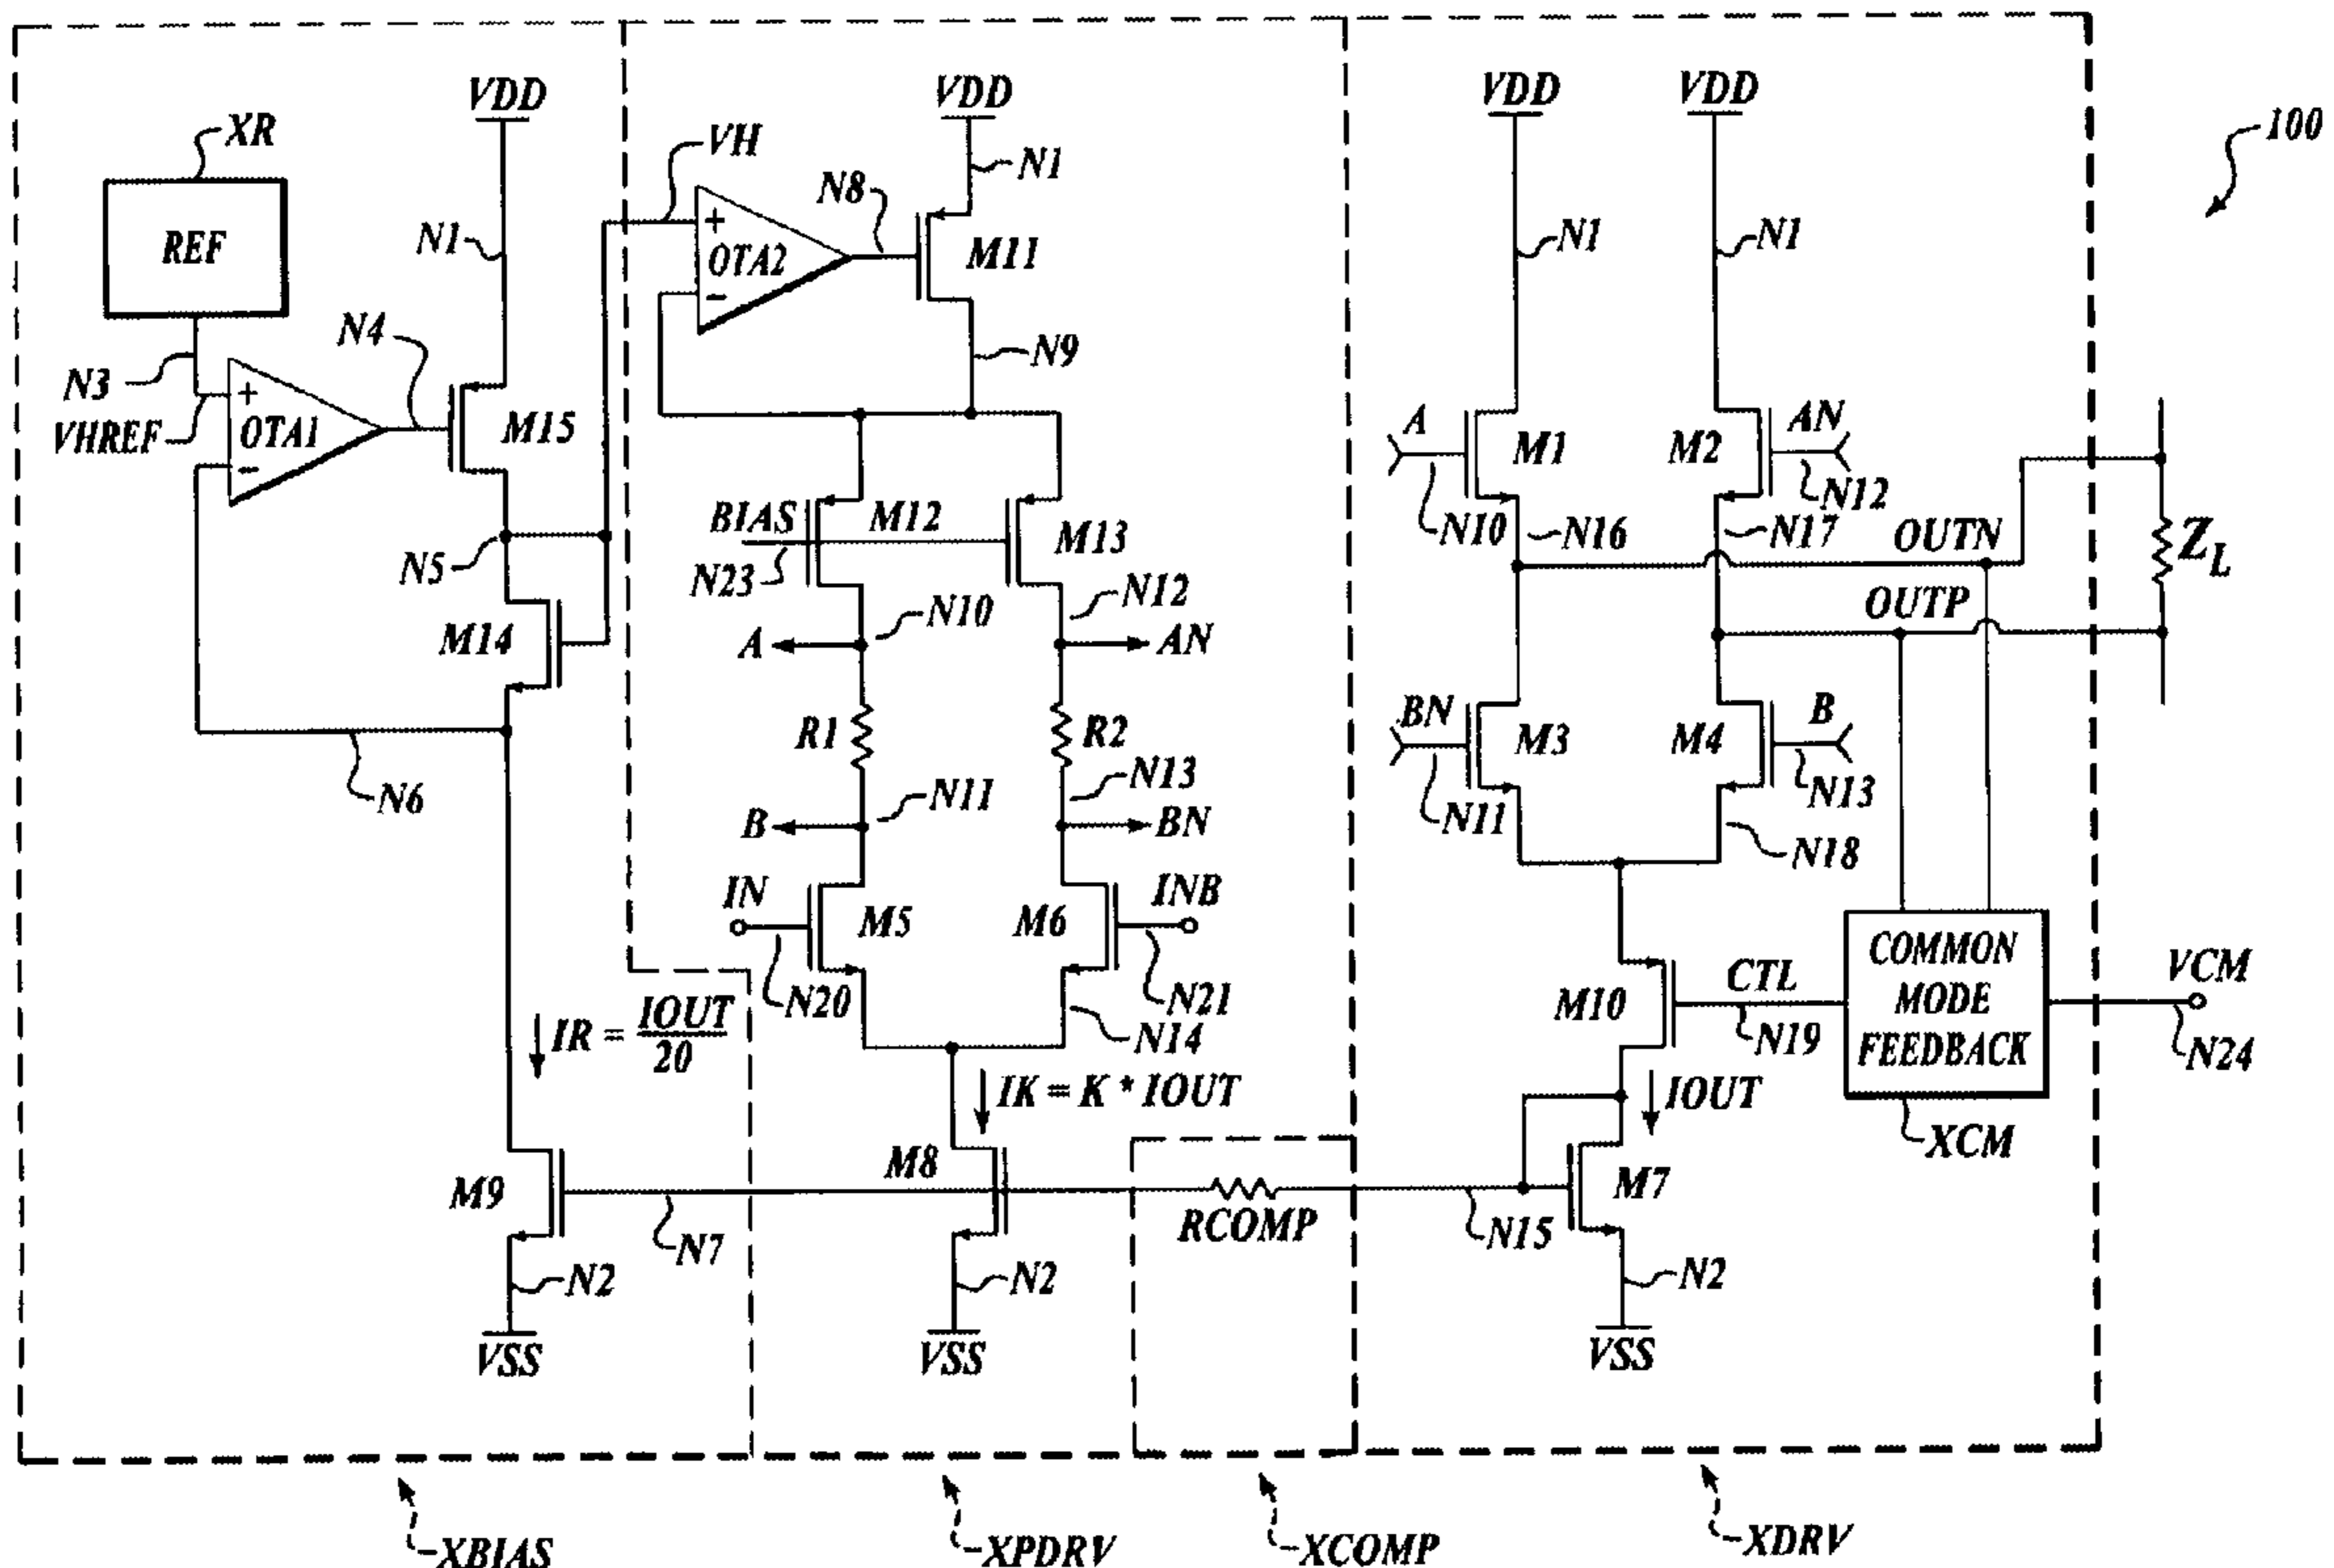 VDD
VDD
VDD
VDD
100
XR
VH
N1
N8
REF
N1
+
OTA2
-
M11
N1
N1
N4
N9
N3
VHREF
+
OTA1
-
M15
A
M1
M2
AN
N12
BIAS
M12
M13
N10
N16
N17
OUTN
ZL
N5
N23
N10
N12
OUTP
M14
A
AN
R1
R2
BN
M3
M4
B
N6
N11
N13
N11
N13
B
BN
N18
IN
M5
M6
INB
COMMON
MODE
FEEDBACK
VCM
N20
N21
M10
CTL
N19
N24
IR = IOUT
20
N14
IK = K * IOUT
IOUT
XCM
M9
M8
M7
N7
RCOMP
N15
N2
N2
N2
VSS
VSS
VSS
XBIAS
XPDRV
XCOMP
XDRV